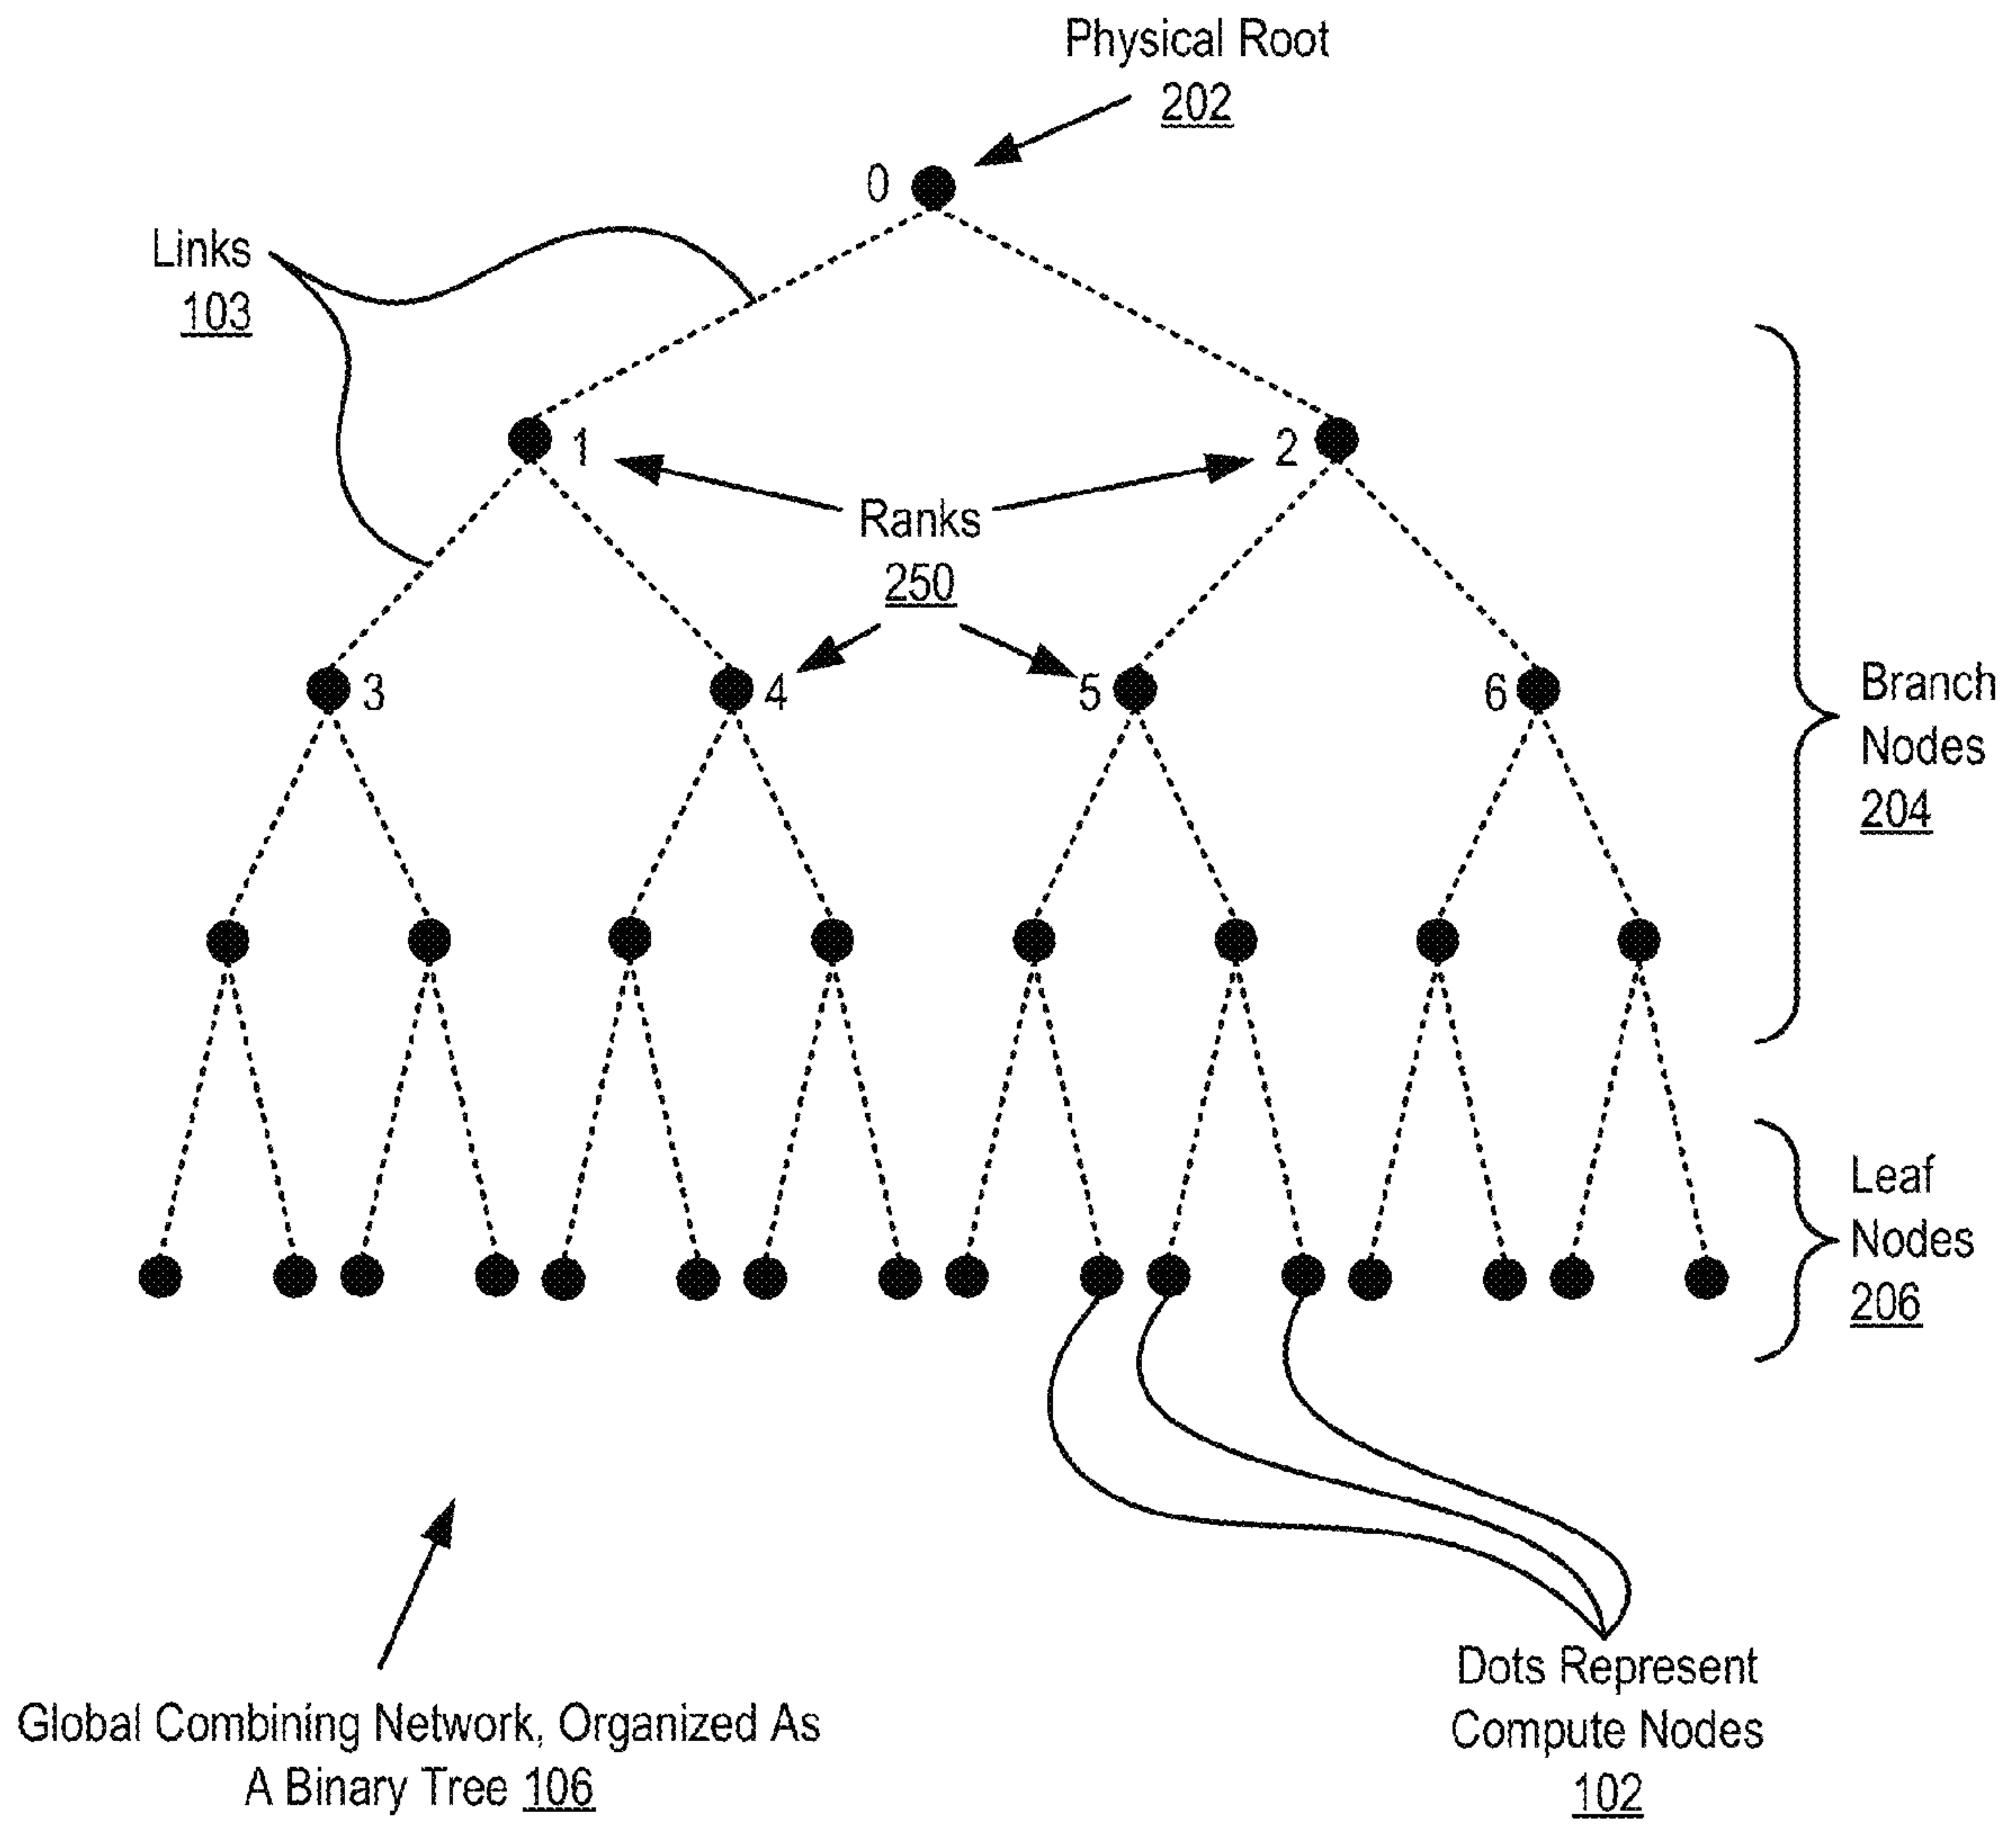 Physical Root
202
0
Links
103
1
2
Ranks
250
3
4
5
6
Branch
Nodes
204
Leaf
Nodes
206
Dots Represent
Compute Nodes
102
Global Combining Network, Organized As
A Binary Tree 106